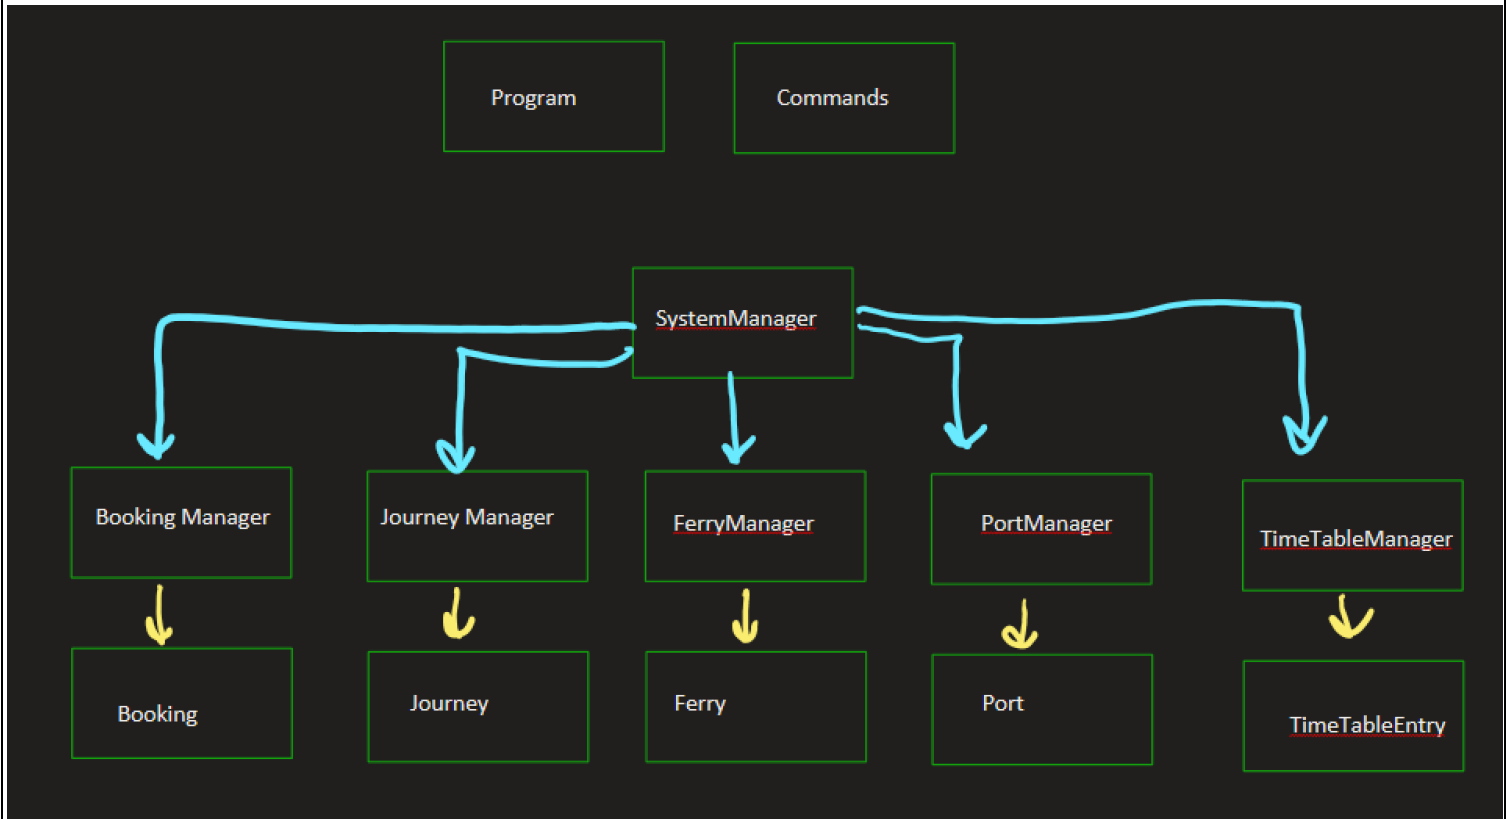 Program
Commands
SystemManager
Booking Manager
Journey Manager
FerryManager
PortManager
TimeTableManager
Booking
Journey
Ferry
Port
TimeTableEntry